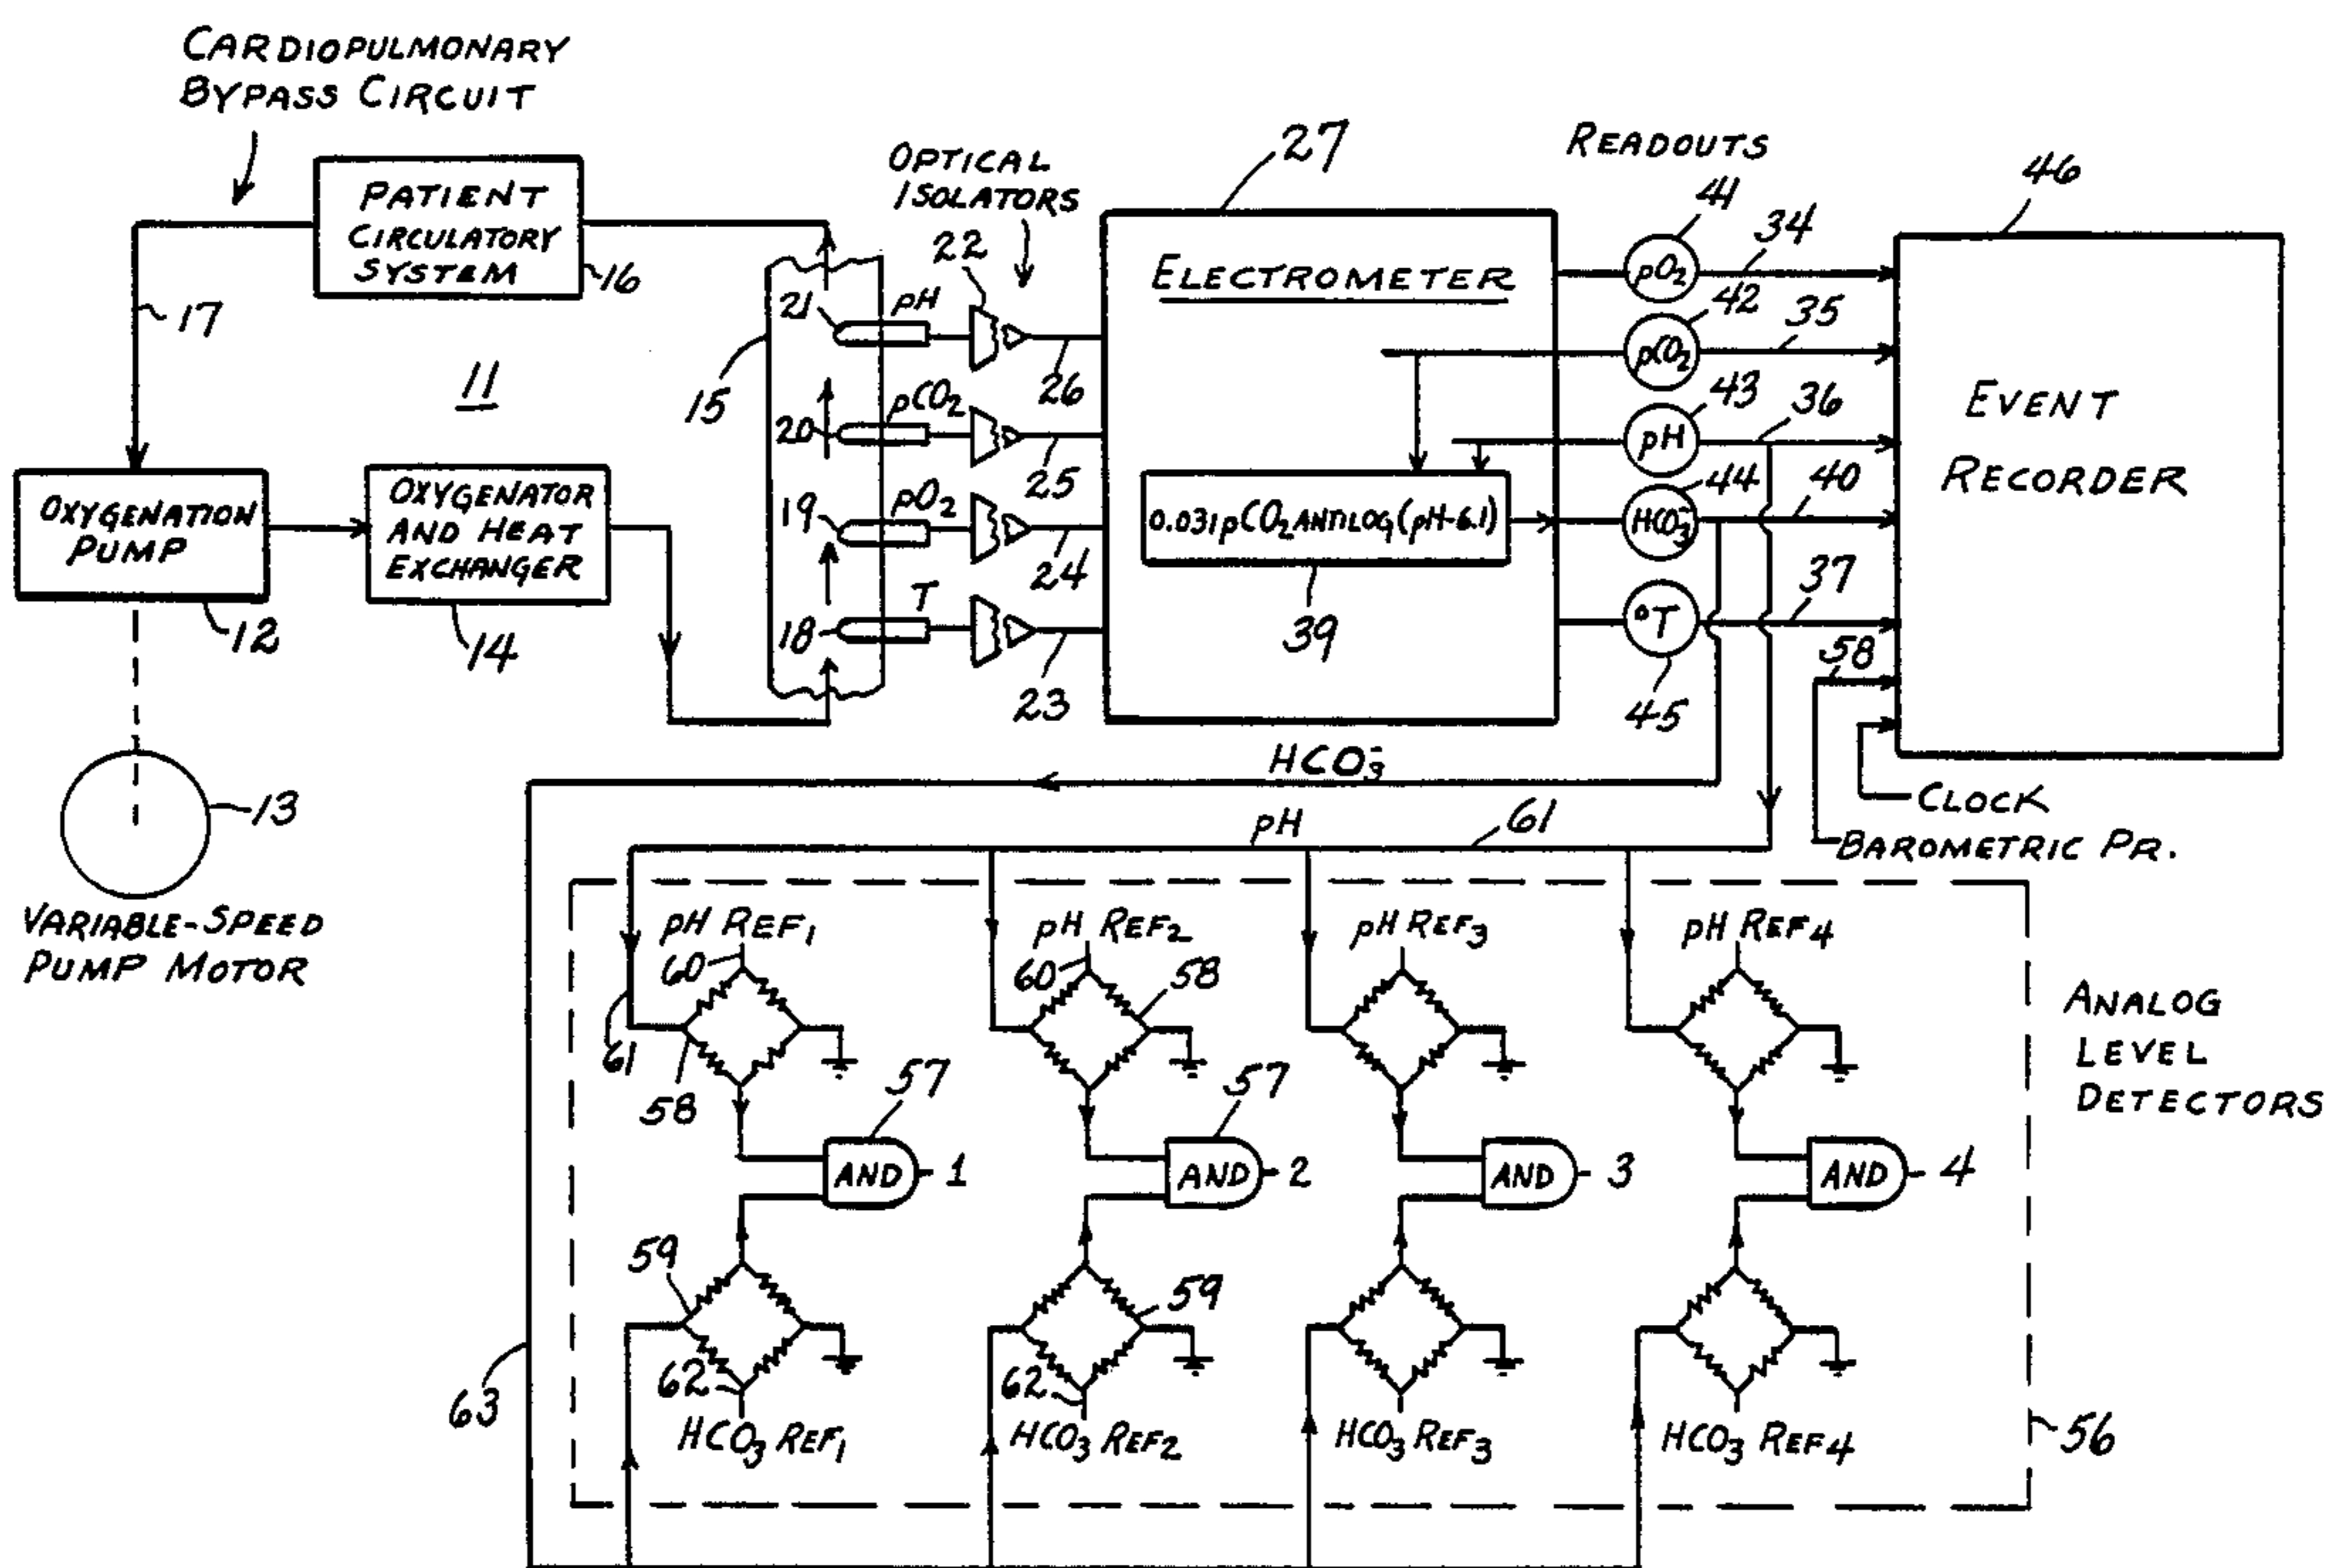 CARDIOPULMONARY
BYPASS CIRCUIT
PATIENT
CIRCULATORY
SYSTEM
16
17
11
OXYGENATION
PUMP
12
OXYGENATOR
AND HEAT
EXCHANGER
14
13
VARIABLE-SPEED
PUMP MOTOR
15
21
pH
20
pCO₂
19
pO₂
18
T
OPTICAL
ISOLATORS
22
26
25
24
23
27
ELECTROMETER
0.031pCO₂ANTILOG(pH-6.1)
39
READOUTS
41
pO₂
34
42
pCO₂
35
43
pH
36
44
HCO₃⁻
40
°T
37
45
58
46
EVENT
RECORDER
CLOCK
BAROMETRIC PR.
HCO₃⁻
pH
61
pH REF₁
60
61
58
pH REF₂
60
58
pH REF₃
pH REF₄
ANALOG
LEVEL
DETECTORS
57
AND 1
57
AND 2
AND 3
AND 4
59
62
HCO₃ REF₁
59
62
HCO₃ REF₂
HCO₃ REF₃
HCO₃ REF₄
63
56